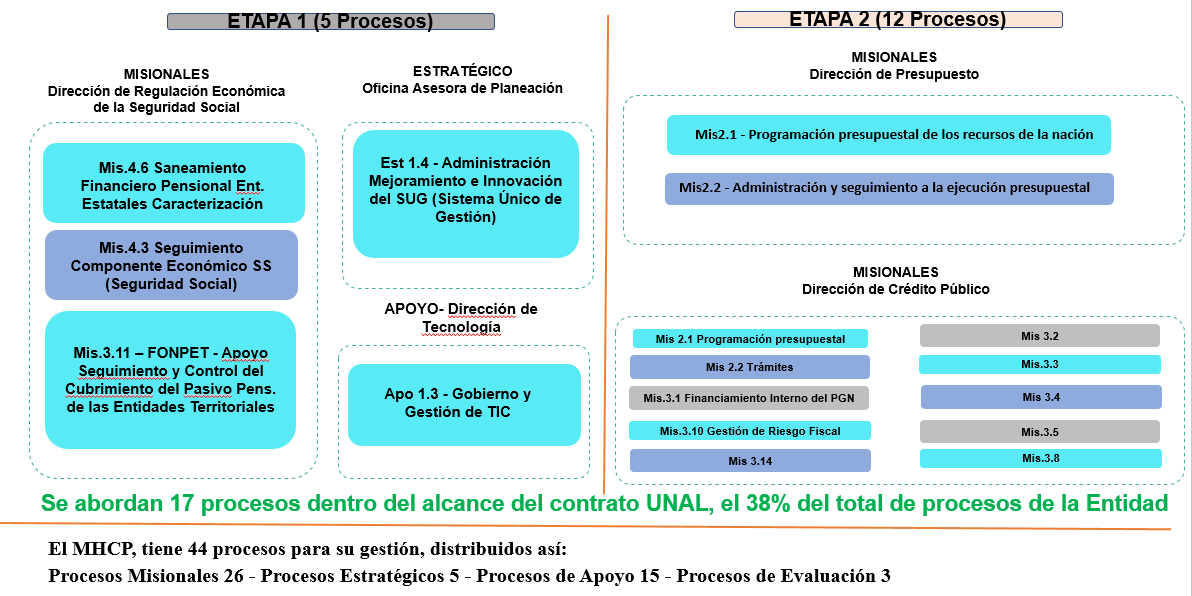 ETAPA 1 (5 Procesos)
MISIONALES
Dirección de Regulación Económica
de la Seguridad Social
Mis.4.6 Saneamiento
Financiero Pensional Ent.
Estatales Caracterización
Mis.4.3 Seguimiento
Componente Económico SS
(Seguridad Social)
Mis.3.11 – FONPET - Apoyo
Seguimiento y Control del
Cubrimiento del Pasivo Pens.
de las Entidades Territoriales
ESTRATÉGICO
Oficina Asesora de Planeación
Est 1.4 - Administración
Mejoramiento e Innovación
del SUG (Sistema Único de
Gestión)
APOYO- Dirección de
Tecnología
Apo 1.3 - Gobierno y
Gestión de TIC
ETAPA 2 (12 Procesos)
MISIONALES
Dirección de Presupuesto
Mis2.1 - Programación presupuestal de los recursos de la nación
Mis2.2 - Administración y seguimiento a la ejecución presupuestal
MISIONALES
Dirección de Crédito Público
Mis 2.1 Programación presupuestal
Mis 2.2 Trámites
Mis.3.1 Financiamiento Interno del PGN
Mis.3.10 Gestión de Riesgo Fiscal
Mis 3.14
Mis 3.2
Mis.3.3
Mis 3.4
Mis.3.5
Mis.3.8
Se abordan 17 procesos dentro del alcance del contrato UNAL, el 38% del total de procesos de la Entidad
El MHCP, tiene 44 procesos para su gestión, distribuidos así:
Procesos Misionales 26 - Procesos Estratégicos 5 - Procesos de Apoyo 15 - Procesos de Evaluación 3